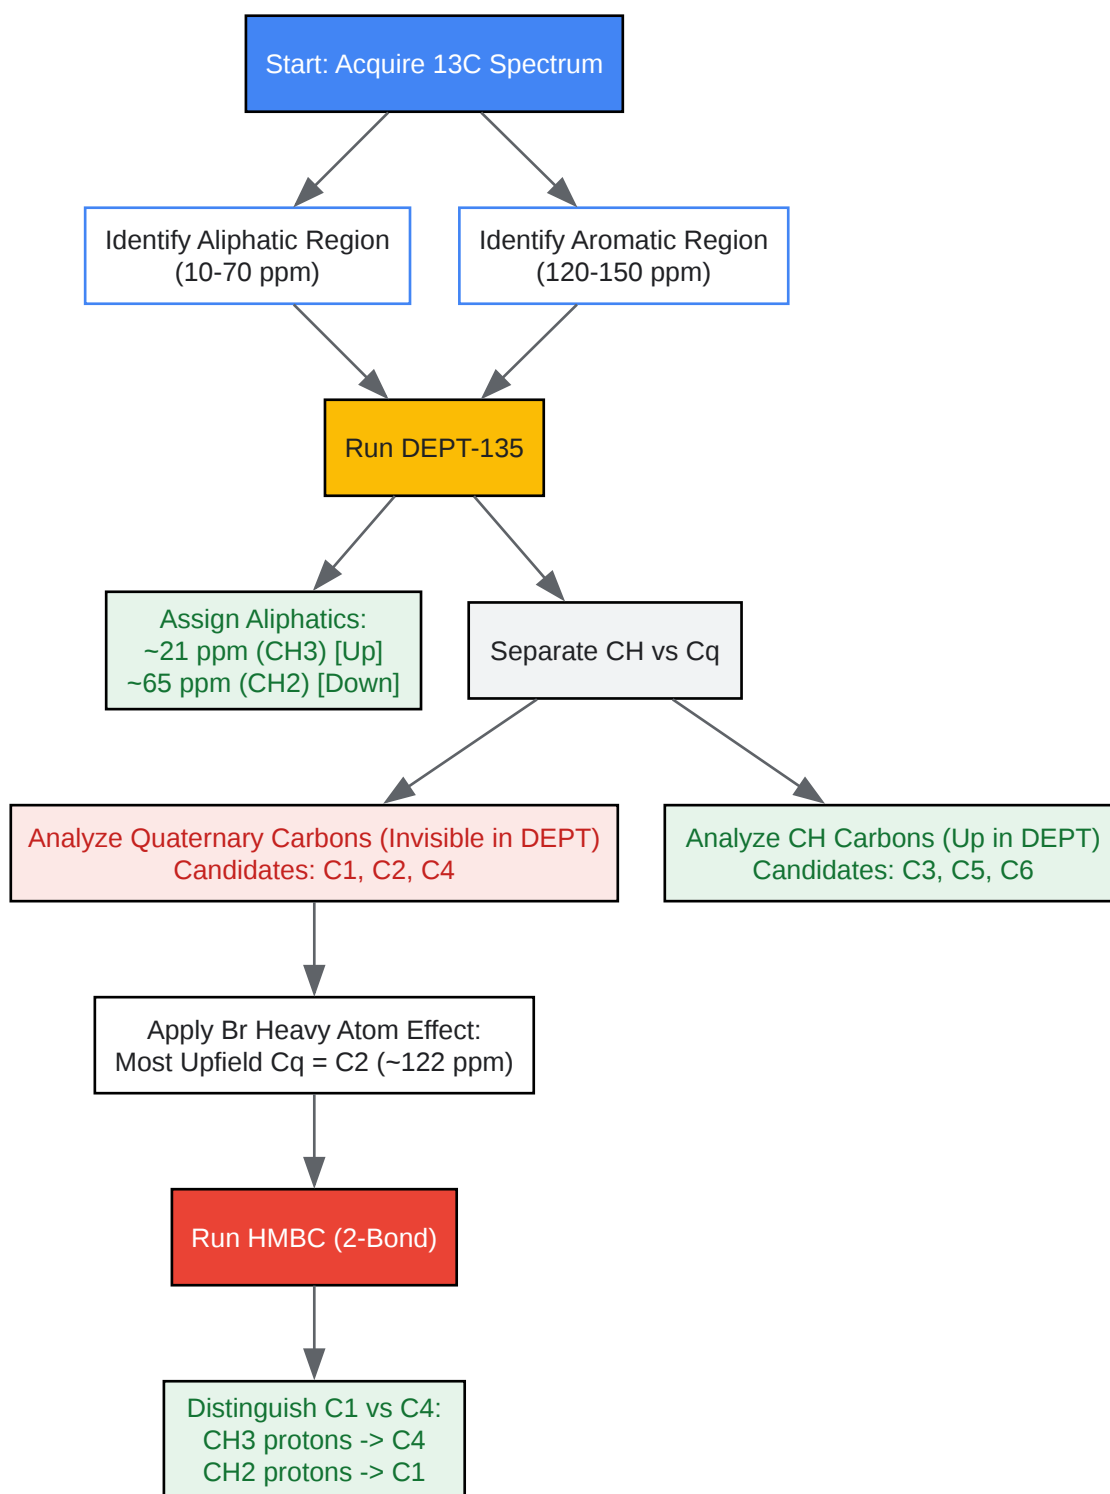 Start: Acquire 13C Spectrum
Identify Aliphatic Region
(10-70 ppm)
Identify Aromatic Region
(120-150 ppm)
Run DEPT-135
Assign Aliphatics:
~21 ppm (CH3) [Up]
~65 ppm (CH2) [Down]
Separate CH vs Cq
Analyze Quaternary Carbons (Invisible in DEPT)
Candidates: C1, C2, C4
Analyze CH Carbons (Up in DEPT)
Candidates: C3, C5, C6
Apply Br Heavy Atom Effect:
Most Upfield Cq = C2 (~122 ppm)
Run HMBC (2-Bond)
Distinguish C1 vs C4:
CH3 protons -> C4
CH2 protons -> C1